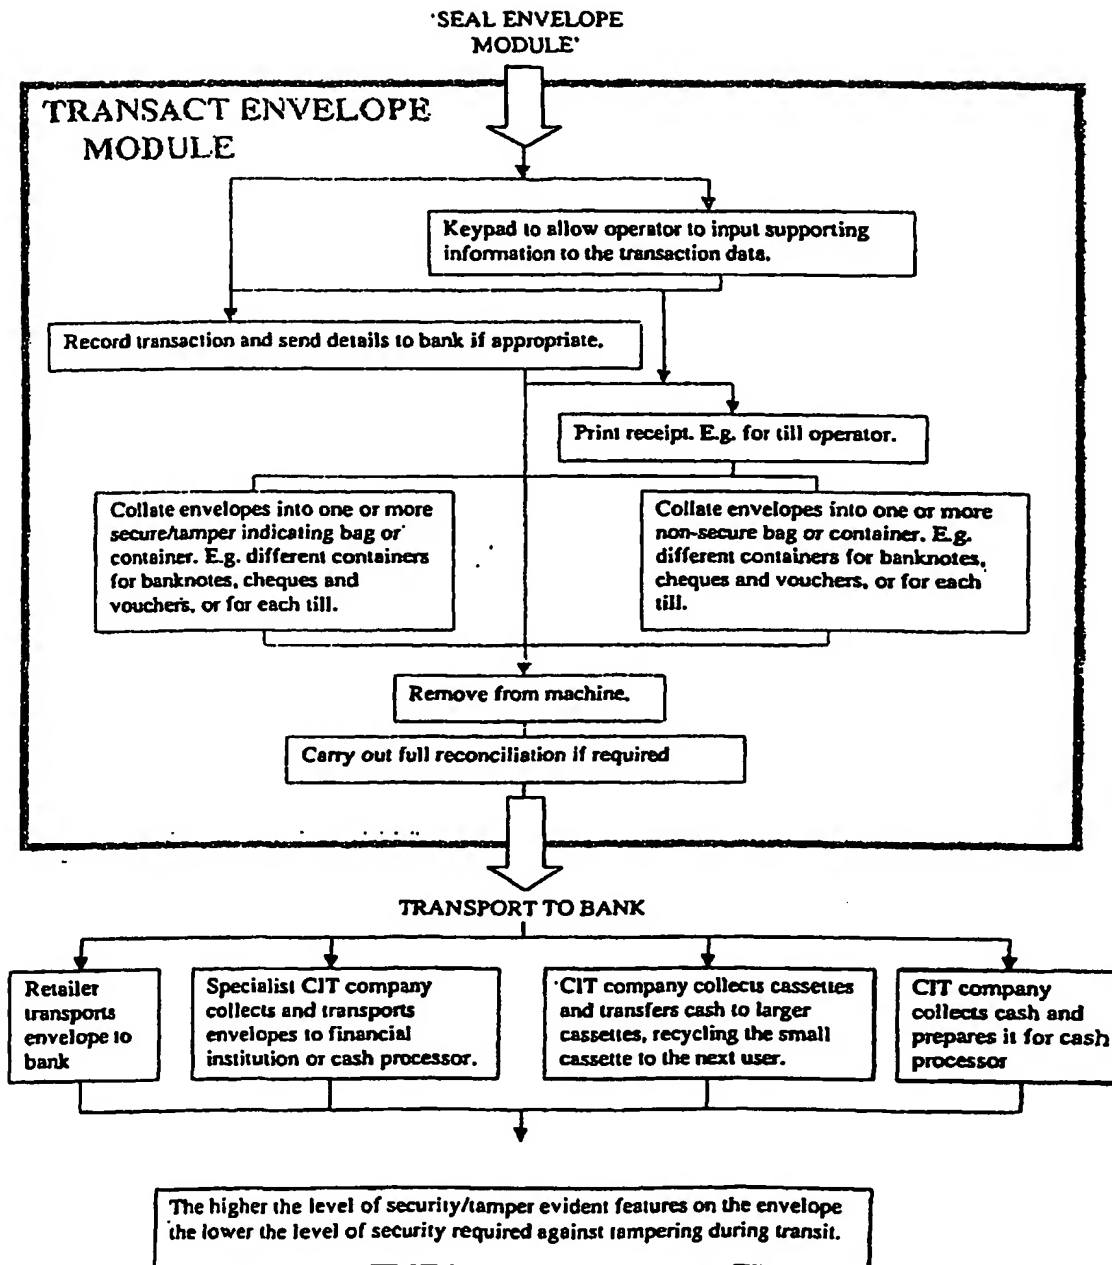 'SEAL ENVELOPE
MODULE'
TRANSACT ENVELOPE
MODULE
Keypad to allow operator to input supporting
information to the transaction data.
Record transaction and send details to bank if appropriate.
Print receipt. E.g. for till operator.
Collate envelopes into one or more
secure/tamper indicating bag or
container. E.g. different containers
for banknotes, cheques and
vouchers, or for each till.
Collate envelopes into one or more
non-secure bag or container. E.g.
different containers for banknotes,
cheques and vouchers, or for each
till.
Remove from machine.
Carry out full reconciliation if required
TRANSPORT TO BANK
Retailer
transports
envelope to
bank
Specialist CIT company
collects and transports
envelopes to financial
institution or cash processor.
CIT company collects cassettes
and transfers cash to larger
cassettes, recycling the small
cassette to the next user.
CIT company
collects cash and
prepares it for cash
processor
The higher the level of security/tamper evident features on the envelope
the lower the level of security required against tampering during transit.